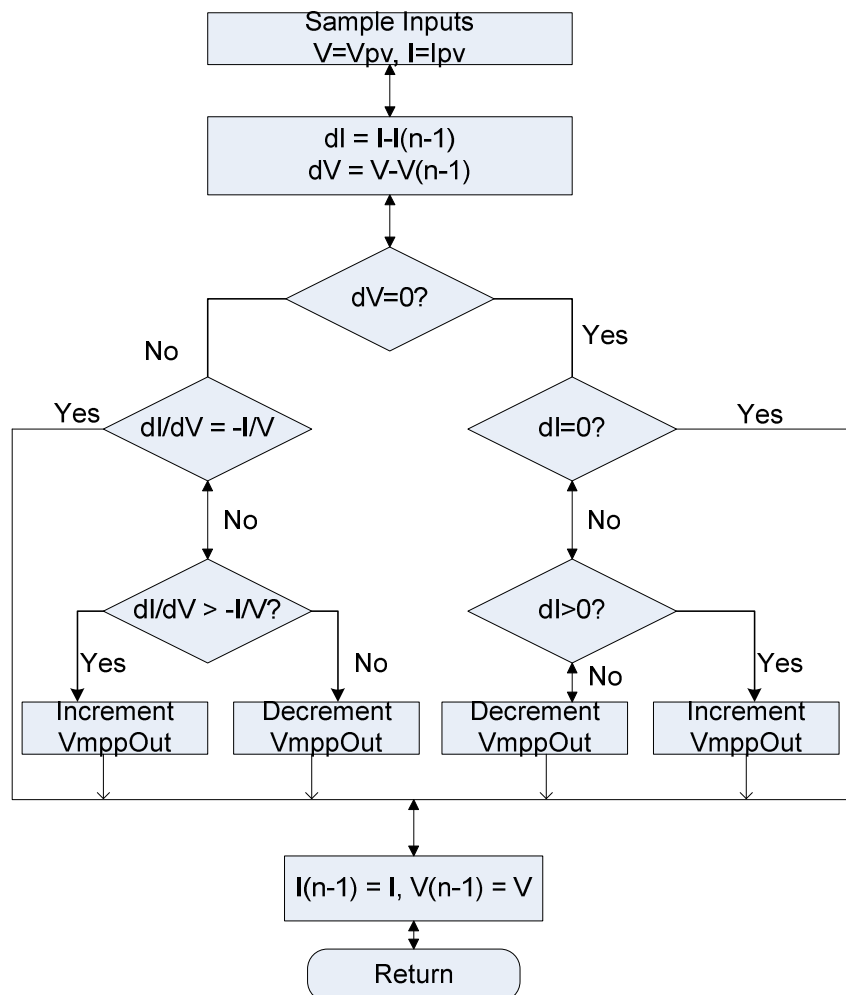 Sample Inputs
V=Vpv, I=Ipv
dI = I-I(n-1)
dV = V-V(n-1)
dV=0?
No
Yes
Yes
dI/dV = -I/V
dI=0?
Yes
No
No
dI/dV > -I/V?
dI>0?
Yes
No
No
Yes
Increment
VmppOut
Decrement
VmppOut
Decrement
VmppOut
Increment
VmppOut
I(n-1) = I, V(n-1) = V
Return